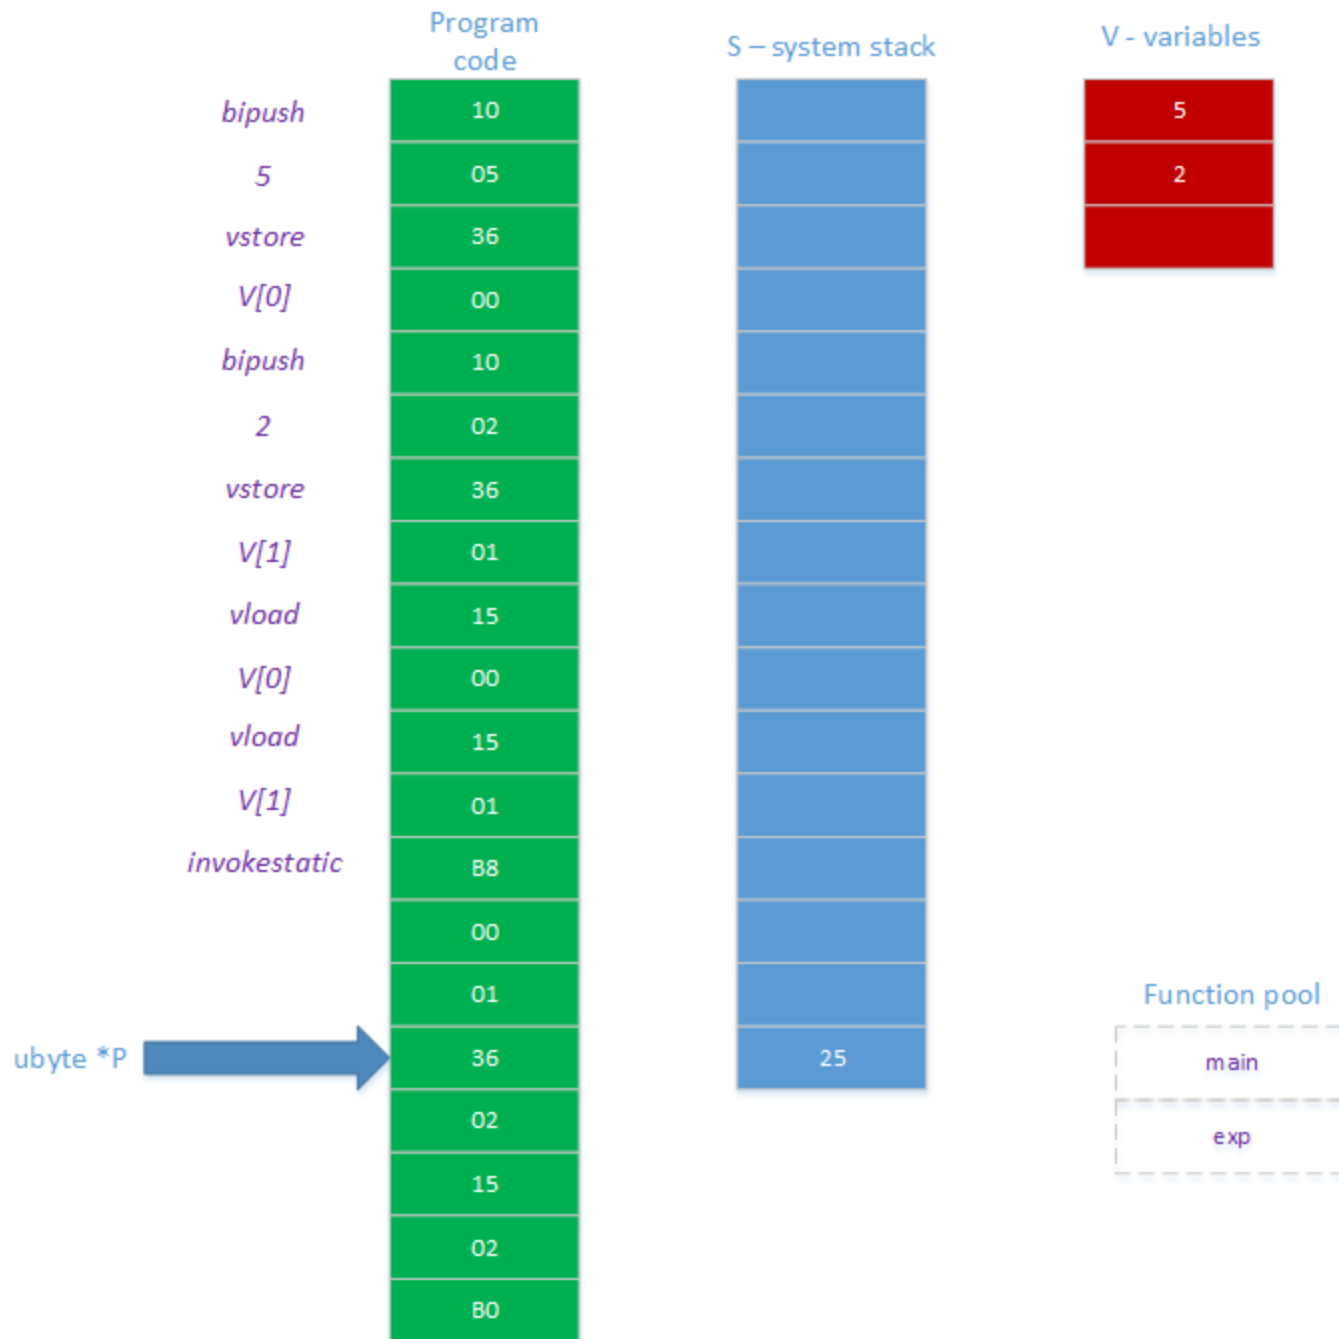 Program
code
S – system stack
V - variables
bipush
10
5
5
05
2
vstore
36
V[0]
00
bipush
10
2
02
vstore
36
V[1]
01
vload
15
V[0]
00
vload
15
V[1]
01
invokestatic
B8
00
01
Function pool
ubyte *P
36
25
main
02
exp
15
02
B0